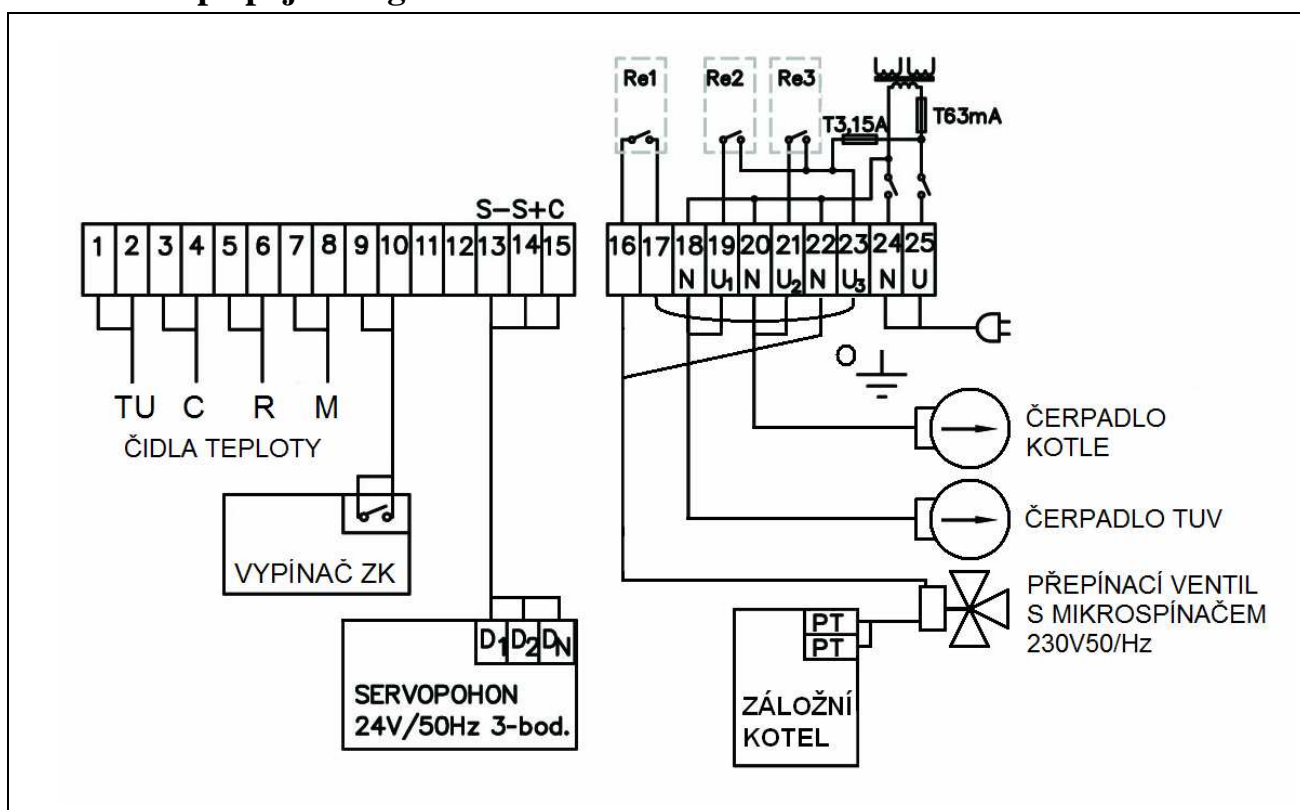 Re1 Re2 Re3
T3,15A T63mA
S-S+C
1 2 3 4 5 6 7 8 9 10 11 12 13 14 15
16 17 18 19 20 21 22 23 24 25
N U1 N U2 N U3 N U
TU C R M
ČIDLA TEPLOTY
VYPÍNAČ ZK
D1 D2 DN
SERVOPOHON
24V/50Hz 3-bod.
O
ČERPADLO
KOTLE
ČERPADLO TUV
PŘEPÍNACÍ VENTIL
S MIKROSPÍNAČEM
230V50/Hz
PT
PT
ZÁLOŽNÍ
KOTEL